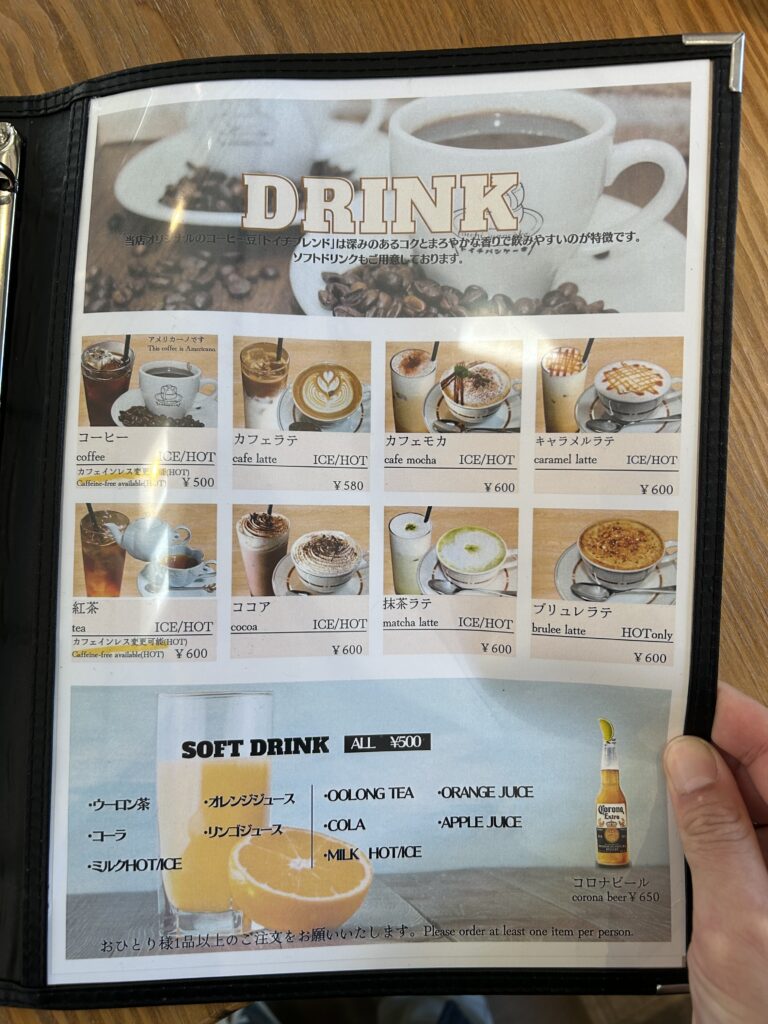 DRINK
当店オリジナルのコーヒー豆「ドイチブレンド」は深みのあるコクとまろやかな香りで飲みやすいのが特徴です。
ソフトドリンクもご用意しております。
ドイチパンケーキ
アメリカーノです
This coffee is Americano.
コーヒー
coffee ICE/HOT
カフェインレス変更可能(HOT)
Caffeine-free available(HOT) ¥500
カフェラテ
cafe latte ICE/HOT
¥580
カフェモカ
cafe mocha ICE/HOT
¥600
キャラメルラテ
caramel latte ICE/HOT
¥600
紅茶
tea ICE/HOT
カフェインレス変更可能(HOT)
Caffeine-free available(HOT) ¥600
ココア
cocoa ICE/HOT
¥600
抹茶ラテ
matcha latte ICE/HOT
¥600
ブリュレラテ
brulee latte HOTonly
¥600
SOFT DRINK ALL ¥500
・ウーロン茶
・コーラ
・ミルクHOT/ICE
・オレンジジュース
・リンゴジュース
・OOLONG TEA
・COLA
・MILK HOT/ICE
・ORANGE JUICE
・APPLE JUICE
Corona
Extra
コロナビール
corona beer¥650
おひとり様1品以上のご注文をお願いいたします。Please order at least one item per person.